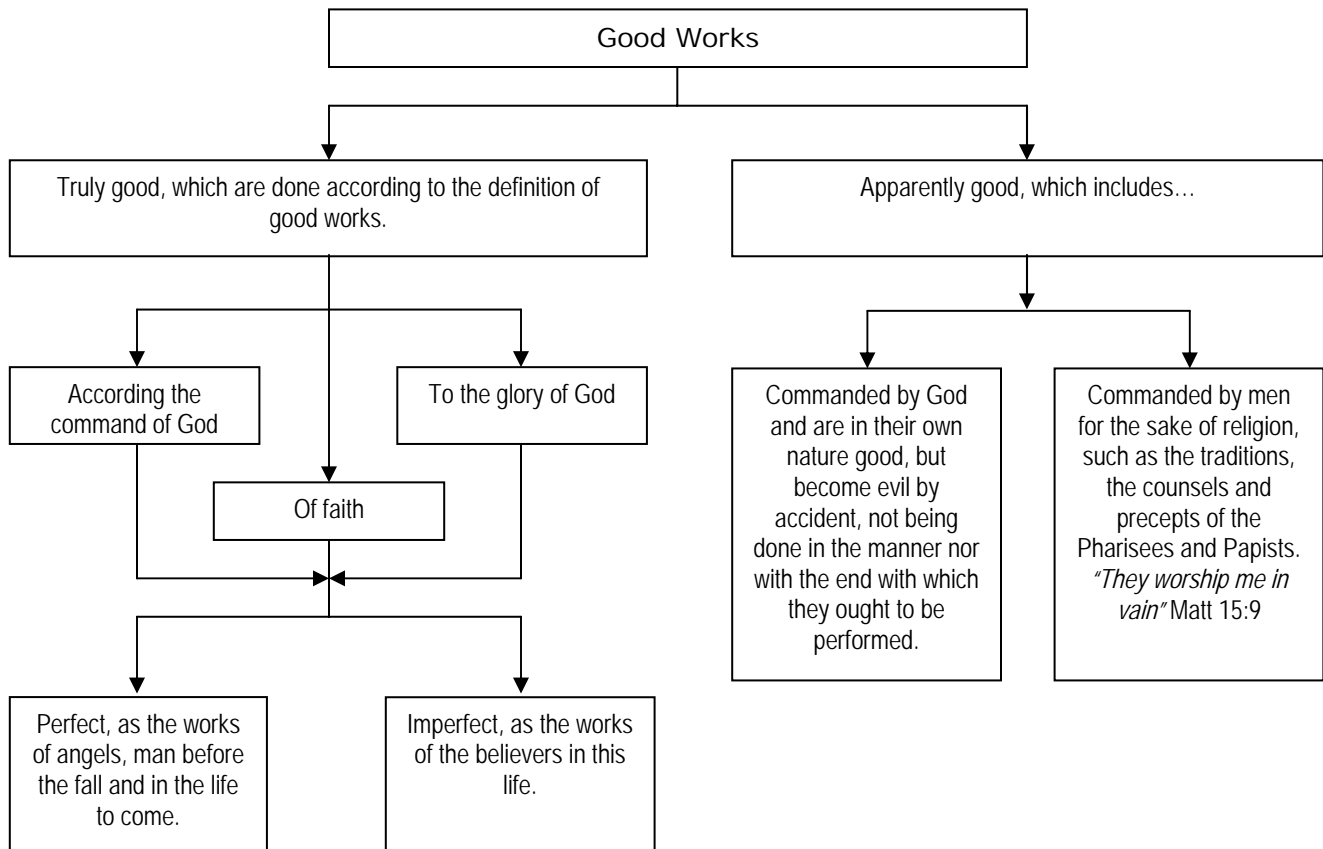 Good Works
Truly good, which are done according to the definition of
good works.
Apparently good, which includes…
According the
command of God
To the glory of God
Of faith
Commanded by God
and are in their own
nature good, but
become evil by
accident, not being
done in the manner nor
with the end with which
they ought to be
performed.
Commanded by men
for the sake of religion,
such as the traditions,
the counsels and
precepts of the
Pharisees and Papists.
“They worship me in
vain” Matt 15:9
Perfect, as the works
of angels, man before
the fall and in the life
to come.
Imperfect, as the works
of the believers in this
life.